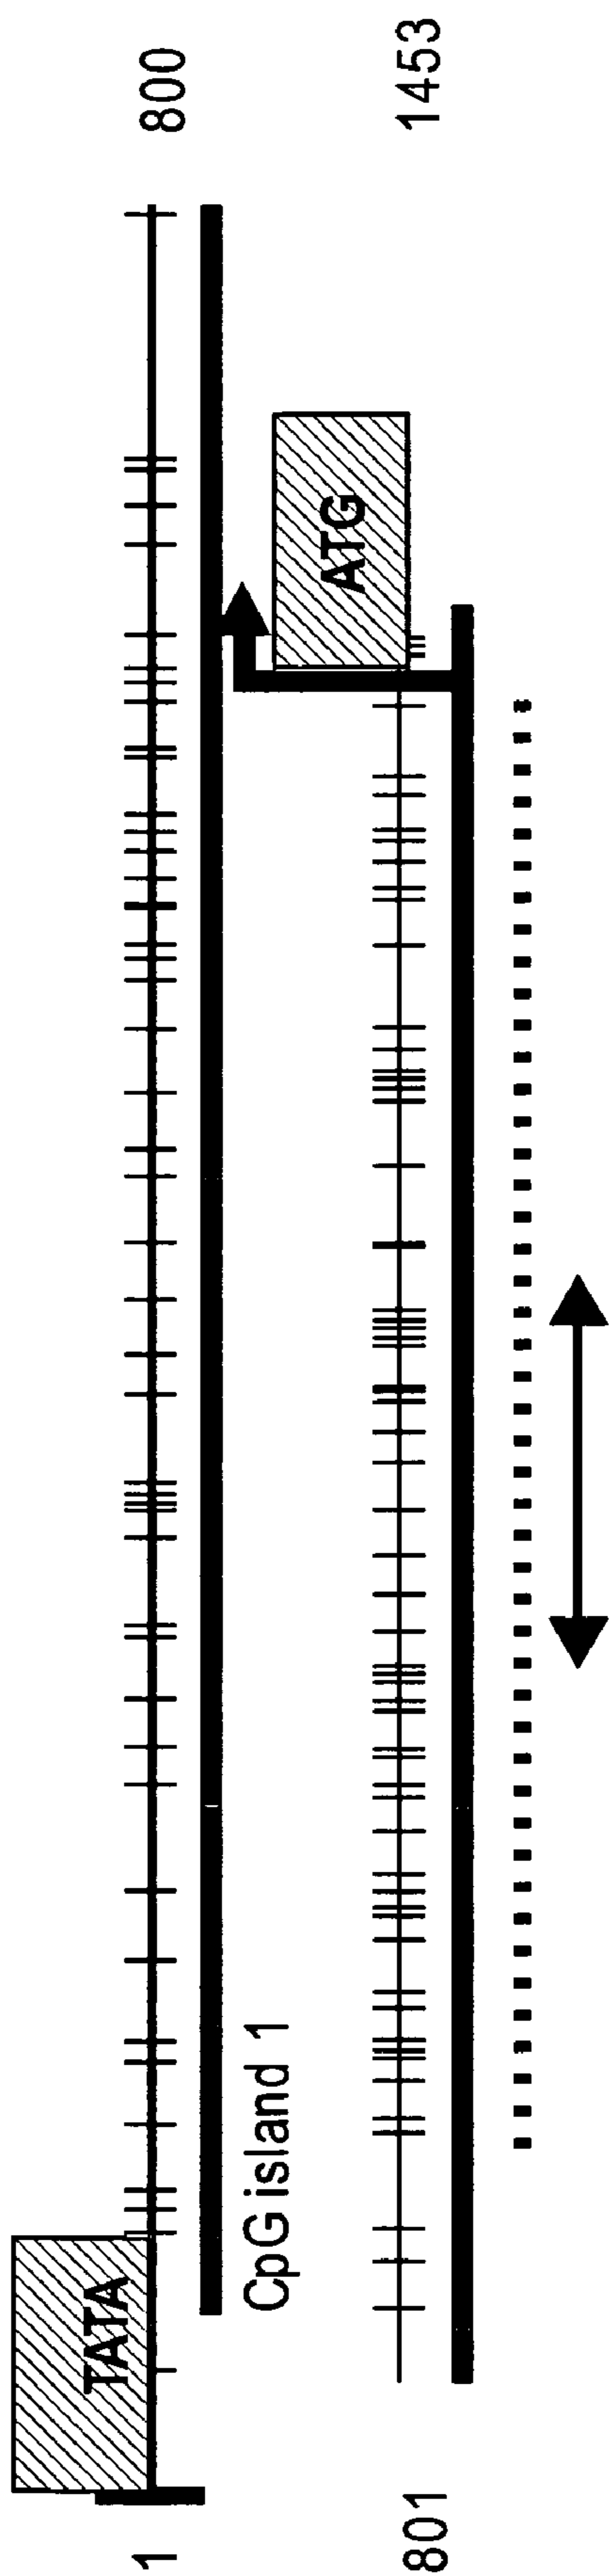 TATA
1
800
CpG island 1
ATG
801
1453